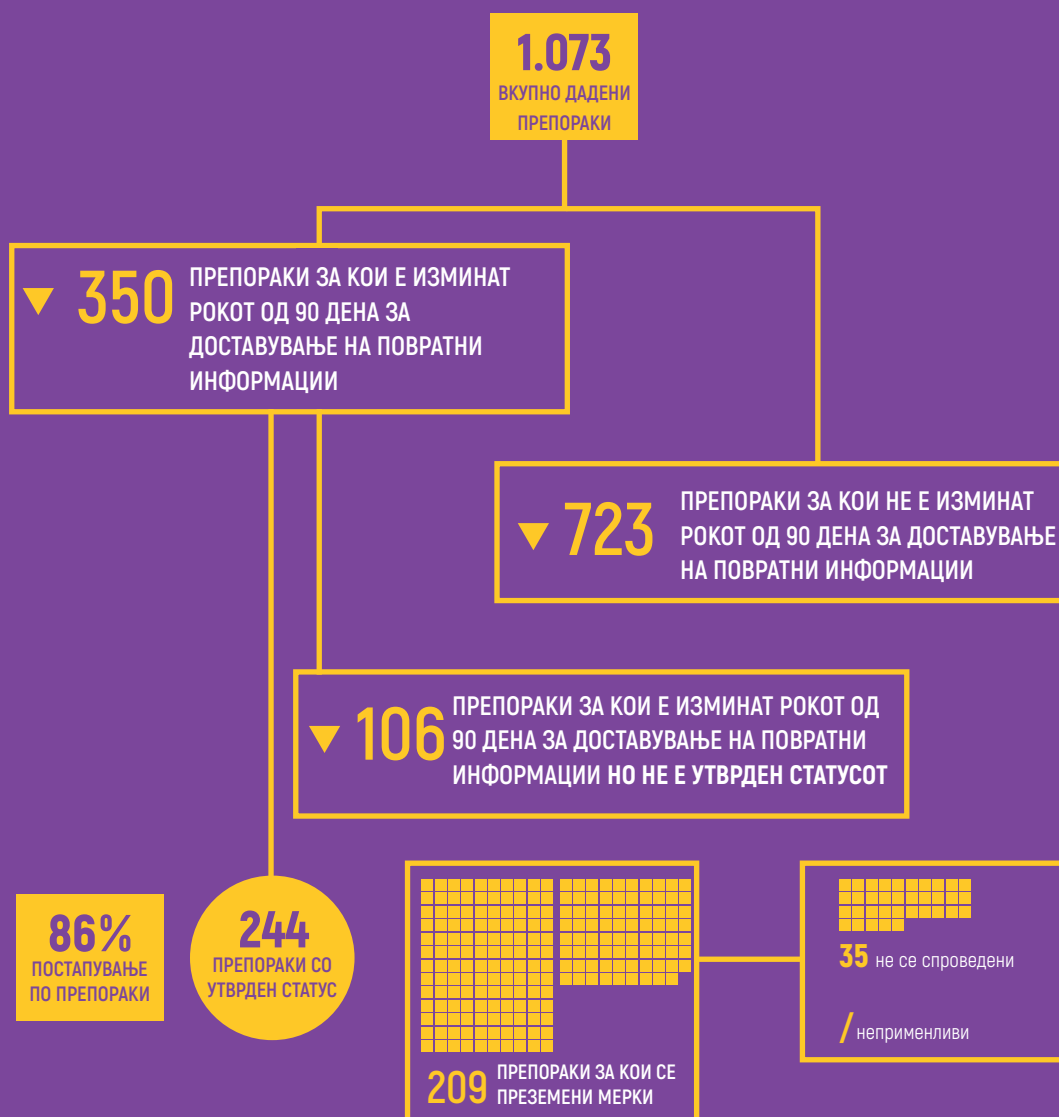 1.073
ВКУПНО ДАДЕНИ
ПРЕПОРАКИ
350
ПРЕПОРАКИ ЗА КОИ Е ИЗМИНАТ
РОКОТ ОД 90 ДЕНА ЗА
ДОСТАВУВАЊЕ НА ПОВРАТНИ
ИНФОРМАЦИИ
723
ПРЕПОРАКИ ЗА КОИ НЕ Е ИЗМИНАТ
РОКОТ ОД 90 ДЕНА ЗА ДОСТАВУВАЊЕ
НА ПОВРАТНИ ИНФОРМАЦИИ
106
ПРЕПОРАКИ ЗА КОИ Е ИЗМИНАТ РОКОТ ОД
90 ДЕНА ЗА ДОСТАВУВАЊЕ НА ПОВРАТНИ
ИНФОРМАЦИИ НО НЕ Е УТВРДЕН СТАТУСОТ
86%
ПОСТАПУВАЊЕ
ПО ПРЕПОРАКИ
244
ПРЕПОРАКИ СО
УТВРДЕН СТАТУС
209
ПРЕПОРАКИ ЗА КОИ СЕ
ПРЕЗЕМЕНИ МЕРКИ
35 не се спроведени
/ неприменливи